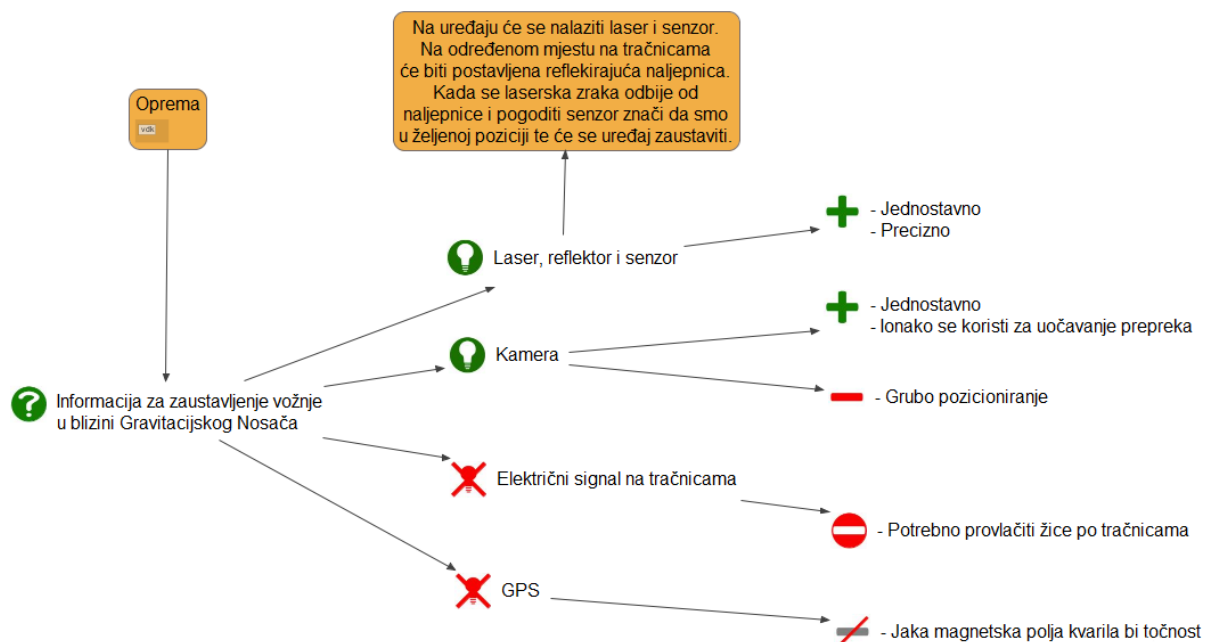 Na uređaju će se nalaziti laser i senzor.
Na određenom mjestu na tračnicama
će biti postavljena reflekirajuća naljepnica.
Kada se laserska zraka odbije od
naljepnice i pogoditi senzor znači da smo
u željenoj poziciji te će se uređaj zaustaviti.
Oprema
vdk
- Jednostavno
- Precizno
Laser, reflektor i senzor
- Jednostavno
- Ionako se koristi za uočavanje prepreka
Kamera
- Grubo pozicioniranje
Informacija za zaustavljenje vožnje
u blizini Gravitacijskog Nosača
Električni signal na tračnicama
- Potrebno provlačiti žice po tračnicama
GPS
- Jaka magnetska polja kvarila bi točnost